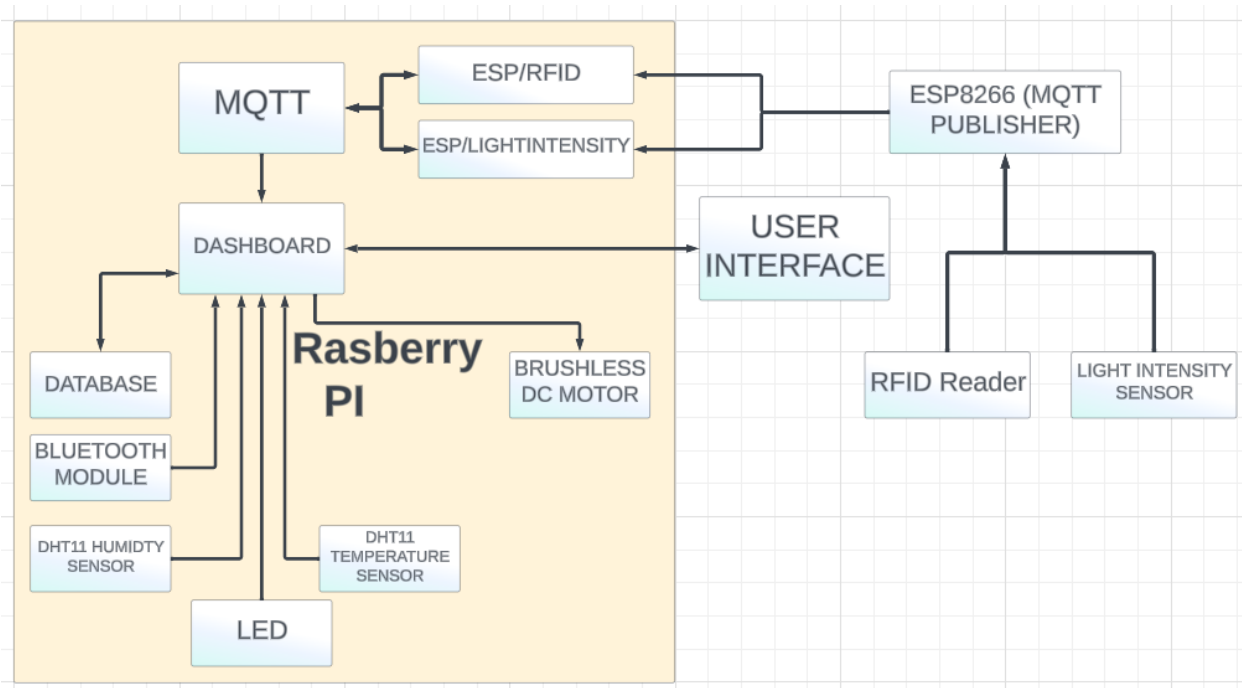 MQTT
ESP/RFID
ESP/LIGHTINTENSITY
ESP8266 (MQTT
PUBLISHER)
DASHBOARD
USER
INTERFACE
Rasberry
PI
DATABASE
BRUSHLESS
DC MOTOR
RFID Reader
LIGHT INTENSITY
SENSOR
BLUETOOTH
MODULE
DHT11 HUMIDTY
SENSOR
DHT11
TEMPERATURE
SENSOR
LED